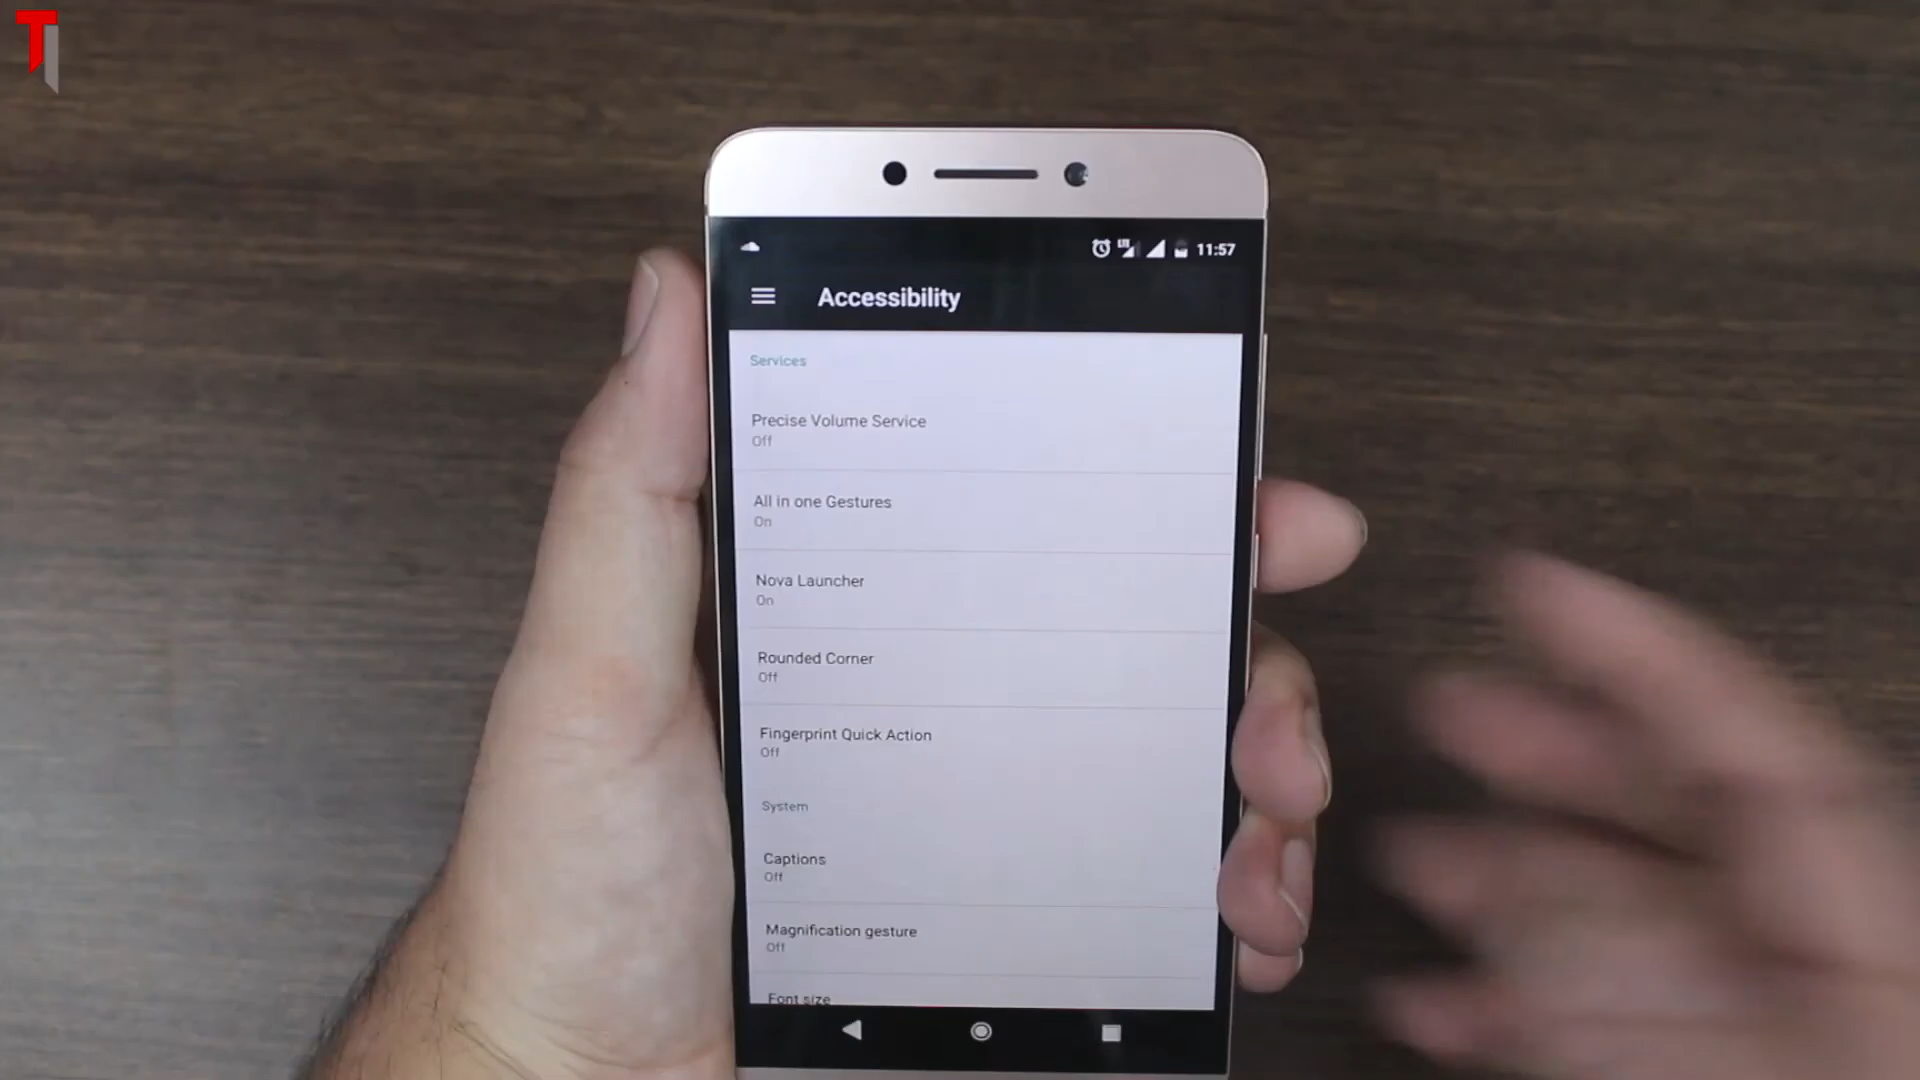 LTE 11:57
Accessibility
Services
Precise Volume Service
Off
All in one Gestures
On
Nova Launcher
On
Rounded Corner
Off
Fingerprint Quick Action
Off
System
Captions
Off
Magnification gesture
Off
Font size